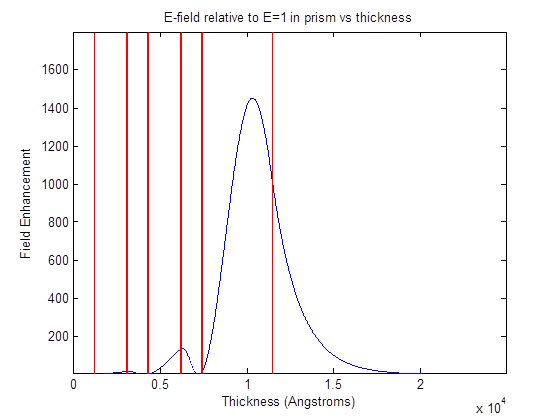 E-field relative to E=1 in prism vs thickness
Field Enhancement
1600
1400
1200
1000
800
600
400
200
0 0.5 1 1.5 2
Thickness (Angstroms)
x 10^4